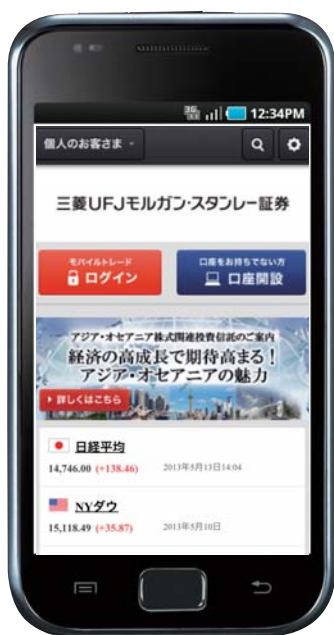 3G
12:34PM
個人のお客さま
三菱UFJモルガン・スタンレー証券
モバイルトレード
ログイン
口座をお持ちでない方
口座開設
アジア・オセアニア株式関連投資信託のご案内
経済の高成長で期待高まる!
アジア・オセアニアの魅力
詳しくはこちら
日経平均
14,746.00 (+138.46) 2013年5月13日14:04
NYダウ
15,118.49 (+35.87) 2013年5月10日